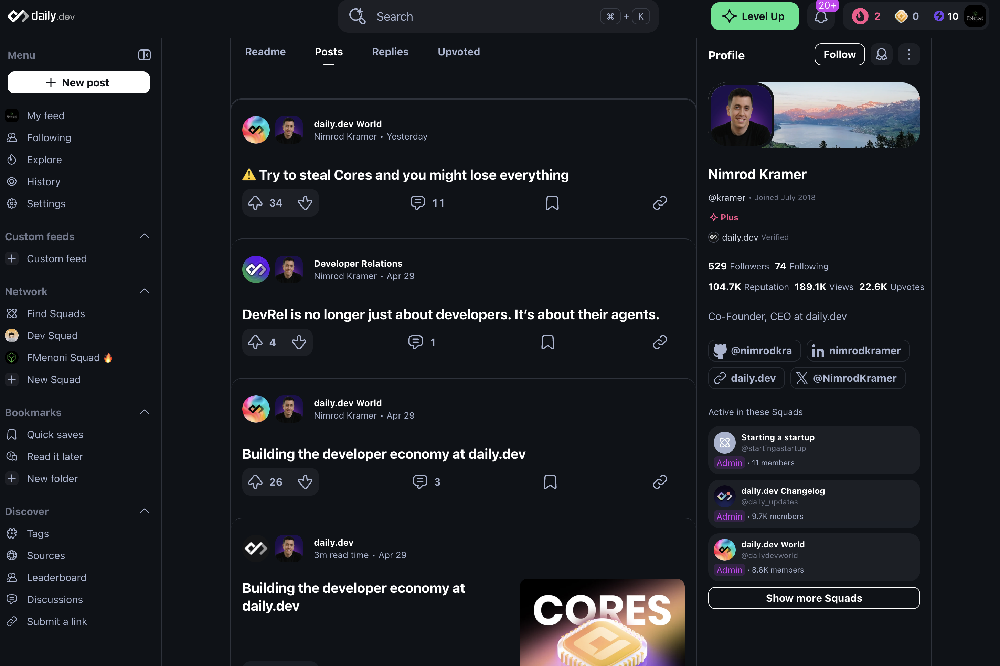 daily.dev
Search
⌘ + K
Level Up
20+
2
0
10
FMenoni
Menu
New post
FMenoni
My feed
Following
Explore
History
Settings
Custom feeds
Custom feed
Network
Find Squads
Dev Squad
FMenoni Squad 🔥
New Squad
Bookmarks
Quick saves
Read it later
New folder
Discover
Tags
Sources
Leaderboard
Discussions
Submit a link
Readme
Posts
Replies
Upvoted
daily.dev World
Nimrod Kramer • Yesterday
⚠️ Try to steal Cores and you might lose everything
34
11
Developer Relations
Nimrod Kramer • Apr 29
DevRel is no longer just about developers. It’s about their agents.
4
1
daily.dev World
Nimrod Kramer • Apr 29
Building the developer economy at daily.dev
26
3
daily.dev
3m read time • Apr 29
Building the developer economy at
daily.dev
CORES
Profile
Follow
Nimrod Kramer
@kramer • Joined July 2018
Plus
daily.dev Verified
529 Followers 74 Following
104.7K Reputation 189.1K Views 22.6K Upvotes
Co-Founder, CEO at daily.dev
@nimrodkra
in nimrodkramer
daily.dev
@NimrodKramer
Active in these Squads
Starting a startup
@startingastartup
Admin • 11 members
daily.dev Changelog
@daily_updates
Admin • 9.7K members
daily.dev World
@dailydevworld
Admin • 8.6K members
Show more Squads